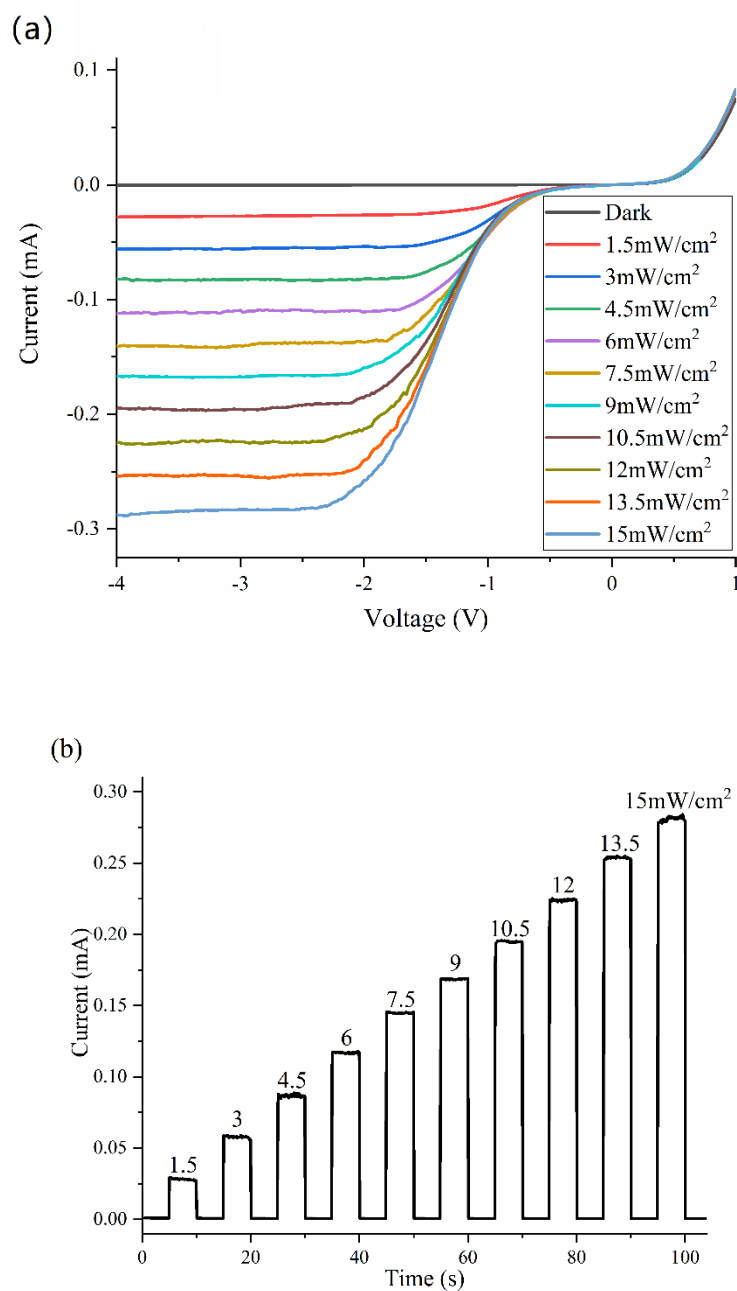 (a)
0.1
0.0
-0.1
-0.2
-0.3
Current (mA)
Dark
1.5mW/cm²
3mW/cm²
4.5mW/cm²
6mW/cm²
7.5mW/cm²
9mW/cm²
10.5mW/cm²
12mW/cm²
13.5mW/cm²
15mW/cm²
-4 -3 -2 -1 0 1
Voltage (V)
(b)
0.30
0.25
0.20
0.15
0.10
0.05
0.00
Current (mA)
1.5
3
4.5
6
7.5
9
10.5
12
13.5
15mW/cm²
0 20 40 60 80 100
Time (s)